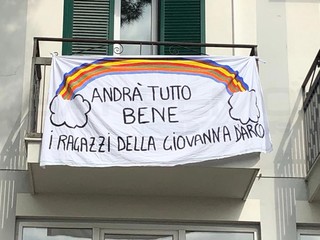 ANDRÀ TUTTO
BENE
i RAGAZZI DELLA GIOVANNA D'ARCO